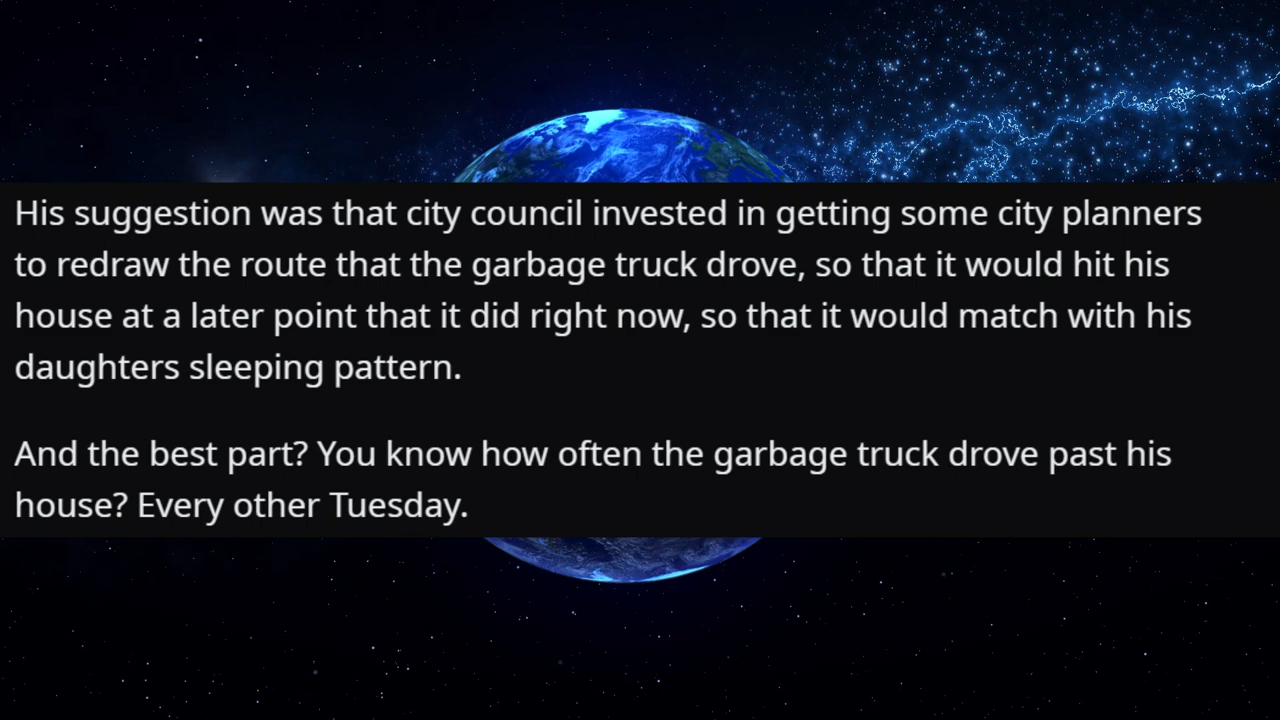 His suggestion was that city council invested in getting some city planners
to redraw the route that the garbage truck drove, so that it would hit his
house at a later point that it did right now, so that it would match with his
daughters sleeping pattern.
And the best part? You know how often the garbage truck drove past his
house? Every other Tuesday.